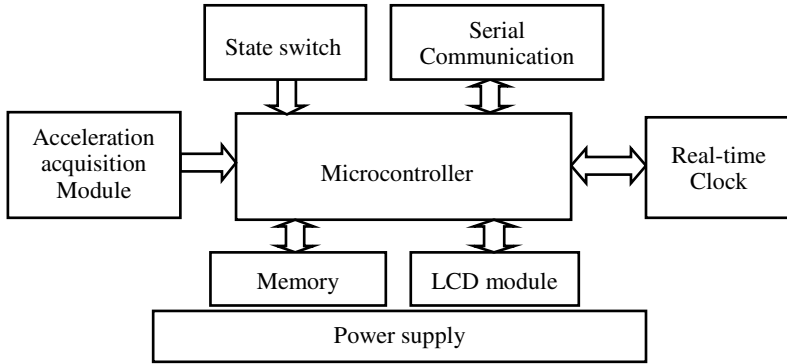 State switch
Serial
Communication
Acceleration
acquisition
Module
Microcontroller
Real-time
Clock
Memory
LCD module
Power supply